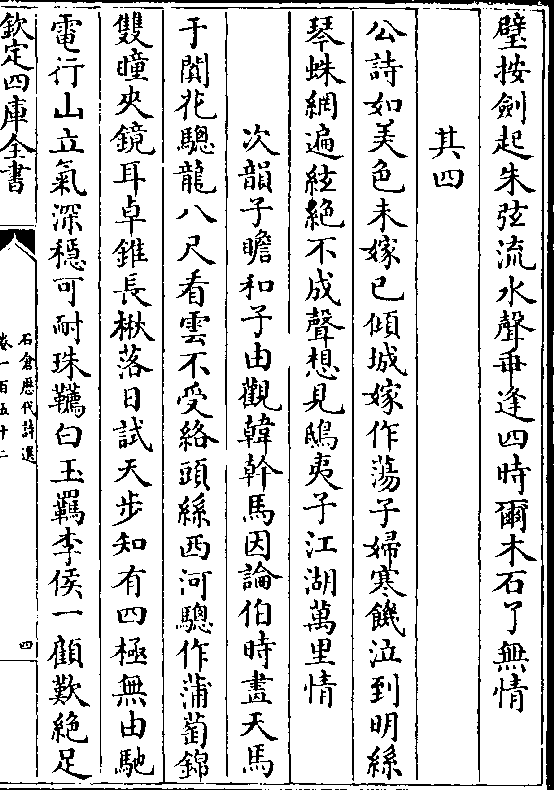 璧按劍起朱弦流水聲再逢四時爾木石了無情
其四
公詩如美色未嫁已傾城嫁作蕩子婦寒饑泣到明絲
琴蛛網遍絃絶不成聲想見鴟夷子江湖萬里情
次韻子瞻和子由觀韓幹馬因論伯時畫天馬
于闐花驄龍八尺看雲不受絡頭絲西河驄作蒲萄錦
雙瞳夾鏡耳卓錐長楸落日試天步知有四極無由馳
電行山立氣深穏可耐珠韉白玉羈李侯一顧歎絶足
欽定四庫全書
石倉歴代詩選
卷一百五十二
四